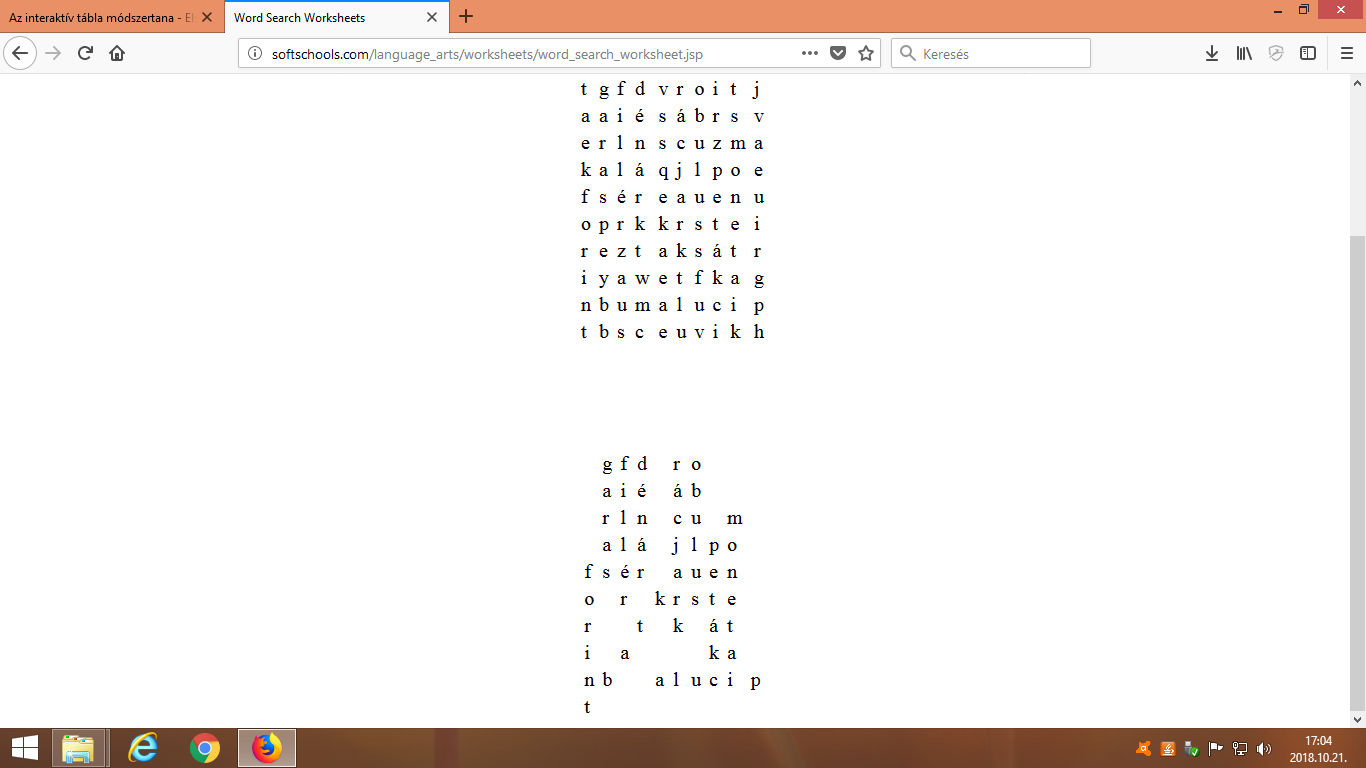 Az interaktív tábla módszertana - El
Word Search Worksheets
softschools.com/language_arts/worksheets/word_search_worksheet.jsp
Keresés
t g f d v r o i t j
a a i é s á b r s v
e r l n s c u z m a
k a l á q j l p o e
f s é r e a u e n u
o p r k k r s t e i
r e z t a k s á t r
i y a w e t f k a g
n b u m a l u c i p
t b s c e u v i k h
g f d r o
a i é á b
r l n c u m
a l á j l p o
f s é r a u e n
o r k r s t e
r t k á t
i a k a
n b a l u c i p
t
17:04
2018.10.21.